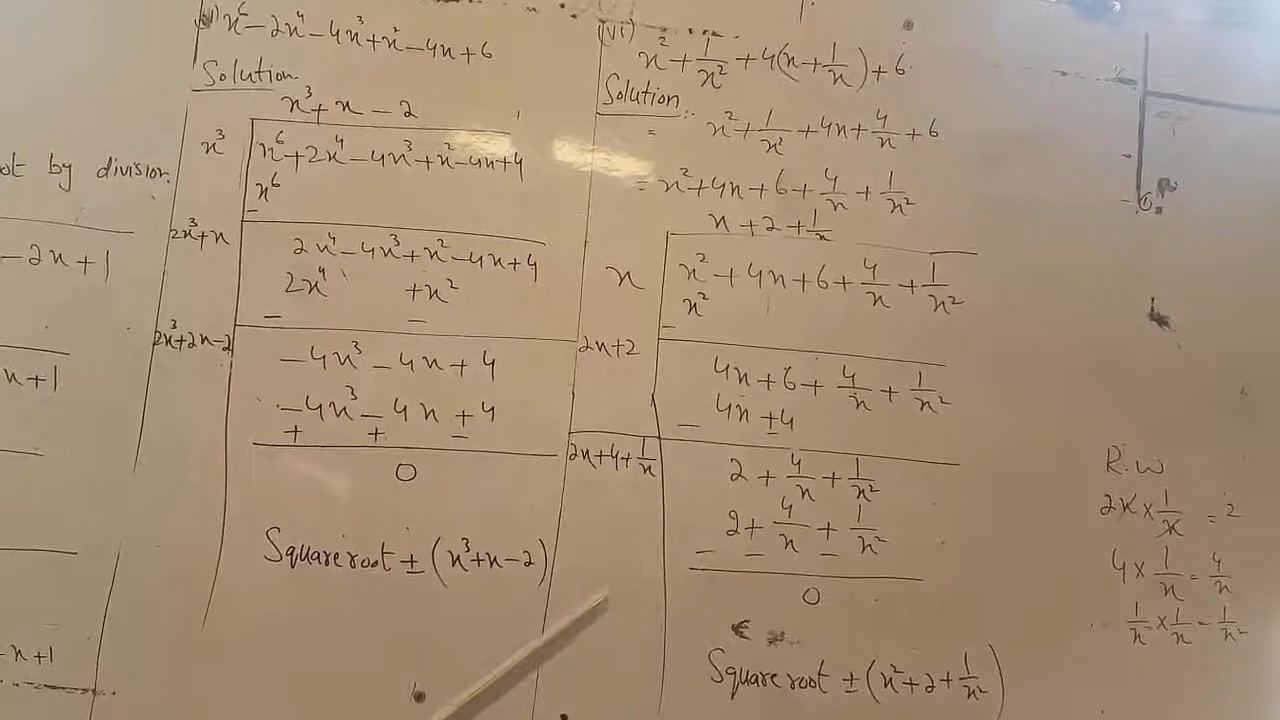 ot by division.
-2x+1
x+1
-x+1
x⁶-2x⁴-4x³+x²-4x+6
Solution.
x³+x-2
x³
x⁶+2x⁴-4x³+x²-4x+4
x⁶
-
2x³+x
2x⁴-4x³+x²-4x+4
2x⁴ +x²
- -
2x³+2x-2
-4x³-4x+4
-4x³-4x+4
+ + -
0
Square root ± (x³+x-2)
(vi)
x²+1/x²+4(x+1/x)+6
Solution:-
= x²+1/x²+4x+4/x+6
= x²+4x+6+4/x+1/x²
x+2+1/x
x
x²+4x+6+4/x+1/x²
x²
-
2x+2
4x+6+4/x+1/x²
4x+4
- -
2x+4+1/x
2+4/x+1/x²
2+4/x+1/x²
- - -
0
Square root ± (x²+2+1/x²)
R.W
2x×1/x=2
4×1/x=4/x
1/x×1/x=1/x²